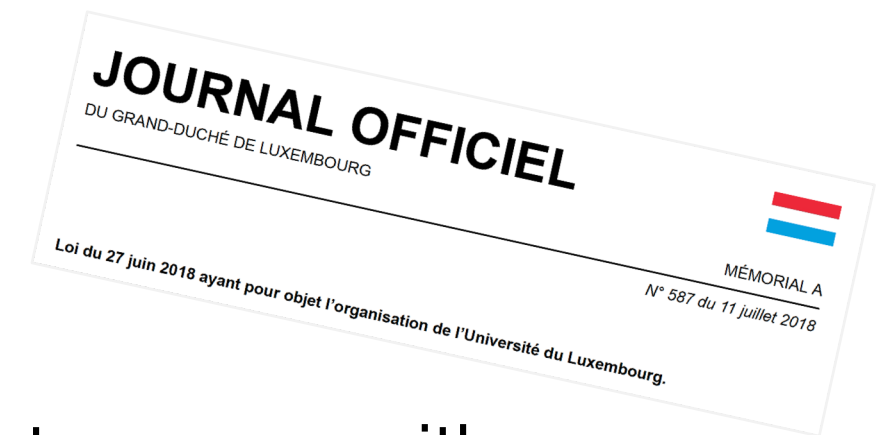 JOURNAL OFFICIEL
DU GRAND-DUCHÉ DE LUXEMBOURG
MÉMORIAL A
N° 587 du 11 juillet 2018
Loi du 27 juin 2018 ayant pour objet l'organisation de l'Université du Luxembourg.